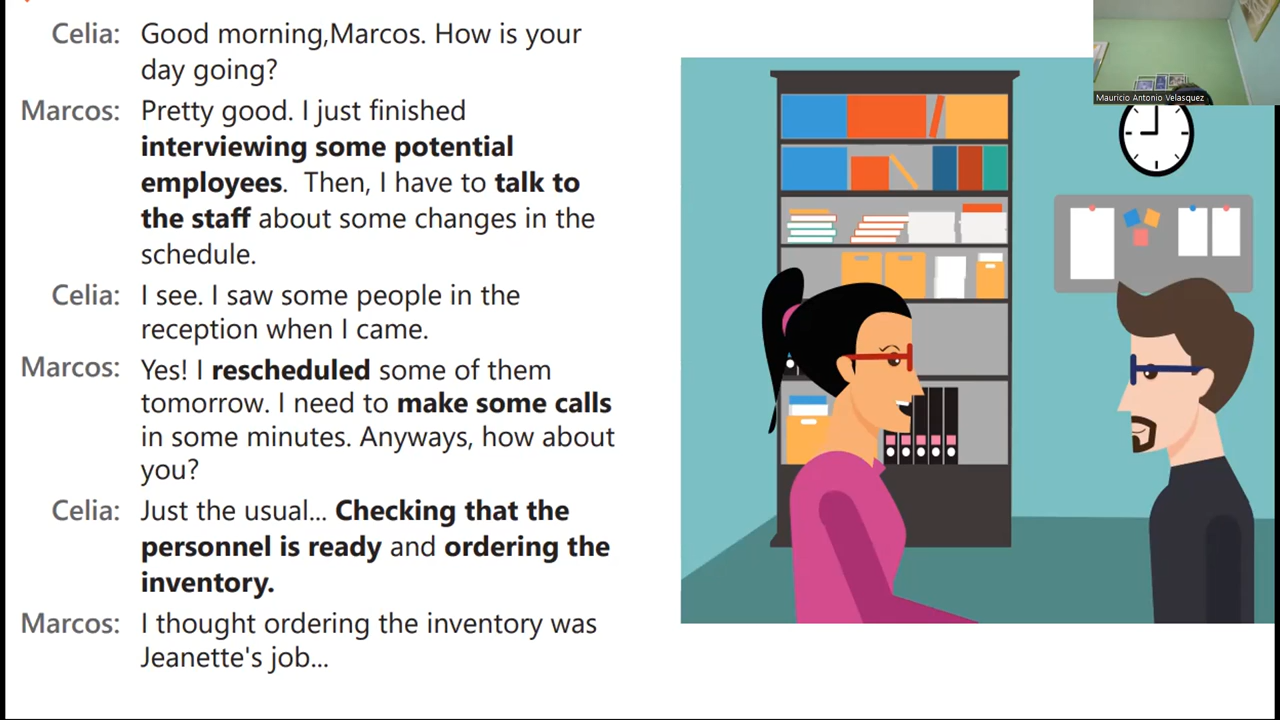 Celia: Good morning,Marcos. How is your
day going?
Marcos: Pretty good. I just finished
interviewing some potential
employees. Then, I have to talk to
the staff about some changes in the
schedule.
Celia: I see. I saw some people in the
reception when I came.
Marcos: Yes! I rescheduled some of them
tomorrow. I need to make some calls
in some minutes. Anyways, how about
you?
Celia: Just the usual... Checking that the
personnel is ready and ordering the
inventory.
Marcos: I thought ordering the inventory was
Jeanette's job...
Mauricio Antonio Velasquez